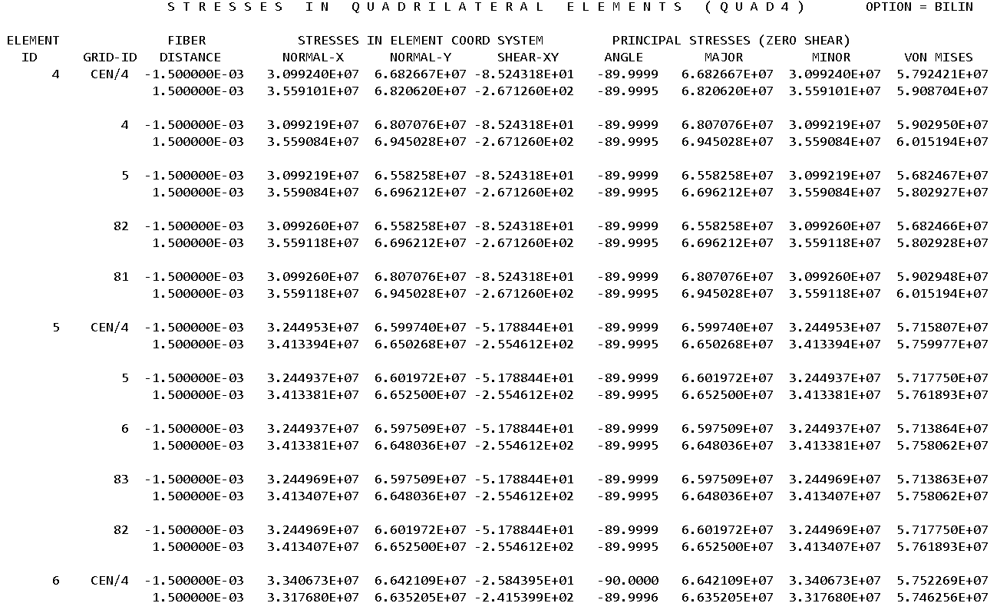 S T R E S S E S   I N   Q U A D R I L A T E R A L   E L E M E N T S   ( Q U A D 4 )        OPTION = BILIN
ELEMENT              FIBER            STRESSES IN ELEMENT COORD SYSTEM         PRINCIPAL STRESSES (ZERO SHEAR)
ID      GRID-ID   DISTANCE        NORMAL-X      NORMAL-Y      SHEAR-XY      ANGLE        MAJOR         MINOR       VON MISES
4    CEN/4  -1.500000E-03   3.099240E+07  6.682667E+07 -8.524318E+01   -89.9999   6.682667E+07  3.099240E+07  5.792421E+07
1.500000E-03   3.559101E+07  6.820620E+07 -2.671260E+02   -89.9995   6.820620E+07  3.559101E+07  5.908704E+07
4  -1.500000E-03   3.099219E+07  6.807076E+07 -8.524318E+01   -89.9999   6.807076E+07  3.099219E+07  5.902950E+07
1.500000E-03   3.559084E+07  6.945028E+07 -2.671260E+02   -89.9995   6.945028E+07  3.559084E+07  6.015194E+07
5  -1.500000E-03   3.099219E+07  6.558258E+07 -8.524318E+01   -89.9999   6.558258E+07  3.099219E+07  5.682467E+07
1.500000E-03   3.559084E+07  6.696212E+07 -2.671260E+02   -89.9995   6.696212E+07  3.559084E+07  5.802927E+07
82  -1.500000E-03   3.099260E+07  6.558258E+07 -8.524318E+01   -89.9999   6.558258E+07  3.099260E+07  5.682466E+07
1.500000E-03   3.559118E+07  6.696212E+07 -2.671260E+02   -89.9995   6.696212E+07  3.559118E+07  5.802928E+07
81  -1.500000E-03   3.099260E+07  6.807076E+07 -8.524318E+01   -89.9999   6.807076E+07  3.099260E+07  5.902948E+07
1.500000E-03   3.559118E+07  6.945028E+07 -2.671260E+02   -89.9995   6.945028E+07  3.559118E+07  6.015194E+07
5    CEN/4  -1.500000E-03   3.244953E+07  6.599740E+07 -5.178844E+01   -89.9999   6.599740E+07  3.244953E+07  5.715807E+07
1.500000E-03   3.413394E+07  6.650268E+07 -2.554612E+02   -89.9995   6.650268E+07  3.413394E+07  5.759977E+07
5  -1.500000E-03   3.244937E+07  6.601972E+07 -5.178844E+01   -89.9999   6.601972E+07  3.244937E+07  5.717750E+07
1.500000E-03   3.413381E+07  6.652500E+07 -2.554612E+02   -89.9995   6.652500E+07  3.413381E+07  5.761893E+07
6  -1.500000E-03   3.244937E+07  6.597509E+07 -5.178844E+01   -89.9999   6.597509E+07  3.244937E+07  5.713864E+07
1.500000E-03   3.413381E+07  6.648036E+07 -2.554612E+02   -89.9995   6.648036E+07  3.413381E+07  5.758062E+07
83  -1.500000E-03   3.244969E+07  6.597509E+07 -5.178844E+01   -89.9999   6.597509E+07  3.244969E+07  5.713863E+07
1.500000E-03   3.413407E+07  6.648036E+07 -2.554612E+02   -89.9995   6.648036E+07  3.413407E+07  5.758062E+07
82  -1.500000E-03   3.244969E+07  6.601972E+07 -5.178844E+01   -89.9999   6.601972E+07  3.244969E+07  5.717750E+07
1.500000E-03   3.413407E+07  6.652500E+07 -2.554612E+02   -89.9995   6.652500E+07  3.413407E+07  5.761893E+07
6    CEN/4  -1.500000E-03   3.340673E+07  6.642109E+07 -2.584395E+01   -90.0000   6.642109E+07  3.340673E+07  5.752269E+07
1.500000E-03   3.317680E+07  6.635205E+07 -2.415399E+02   -89.9996   6.635205E+07  3.317680E+07  5.746256E+07